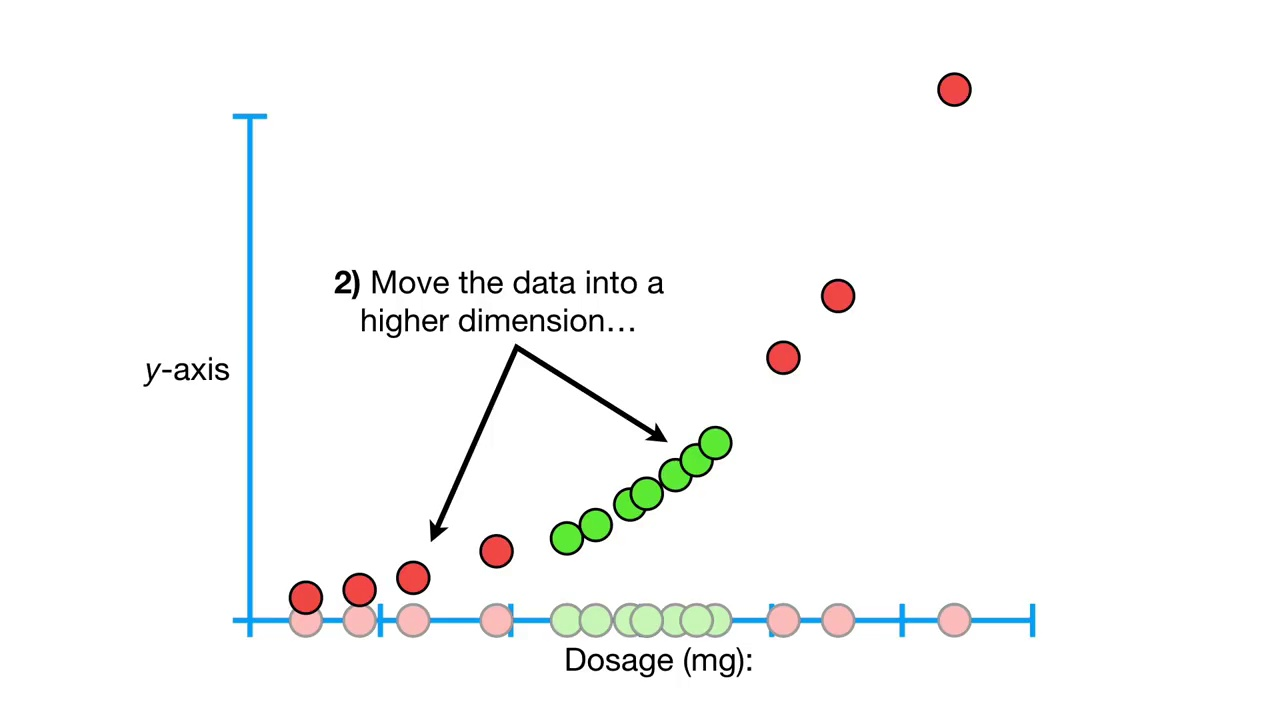 2) Move the data into a
higher dimension…
y-axis
Dosage (mg):